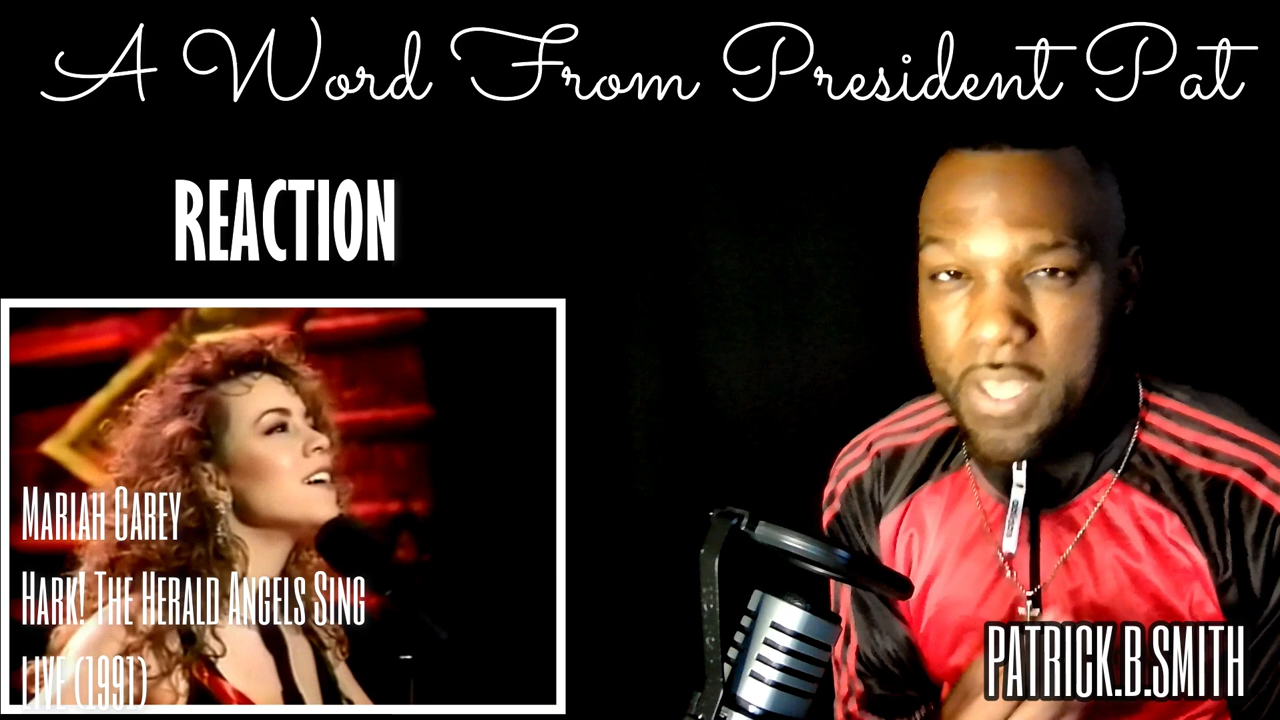 A Word From President Pat
REACTION
MARIAH CAREY
HARK! THE HERALD ANGELS SING
LIVE (1991)
PATRICK.B.SMITH